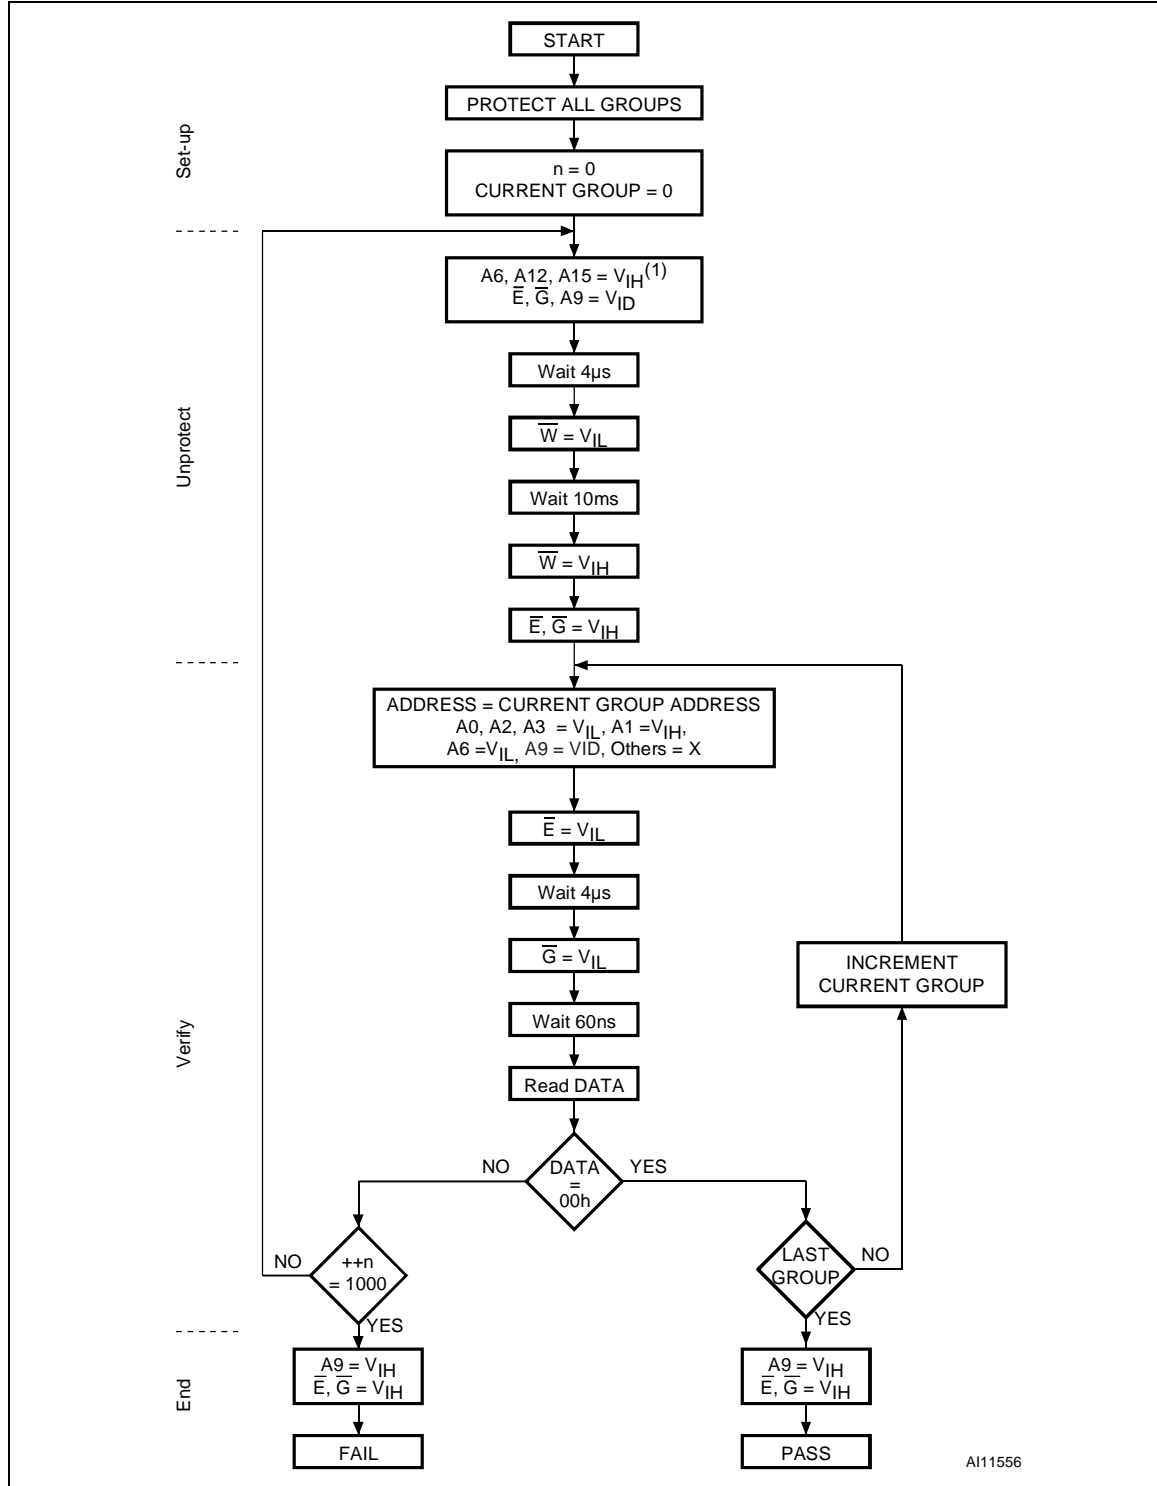 START
PROTECT ALL GROUPS
n = 0
CURRENT GROUP = 0
Set-up
A6, A12, A15 = VIH(1)
E̅, G̅, A9 = VID
Wait 4µs
W̅ = VIL
Unprotect
Wait 10ms
W̅ = VIH
E̅, G̅ = VIH
ADDRESS = CURRENT GROUP ADDRESS
A0, A2, A3 = VIL, A1 =VIH,
A6 =VIL, A9 = VID, Others = X
E̅ = VIL
Wait 4µs
G̅ = VIL
INCREMENT
CURRENT GROUP
Wait 60ns
Verify
Read DATA
NO
DATA
=
00h
YES
NO
++n
= 1000
YES
LAST
GROUP
NO
YES
End
A9 = VIH
E̅, G̅ = VIH
A9 = VIH
E̅, G̅ = VIH
FAIL
PASS
AI11556